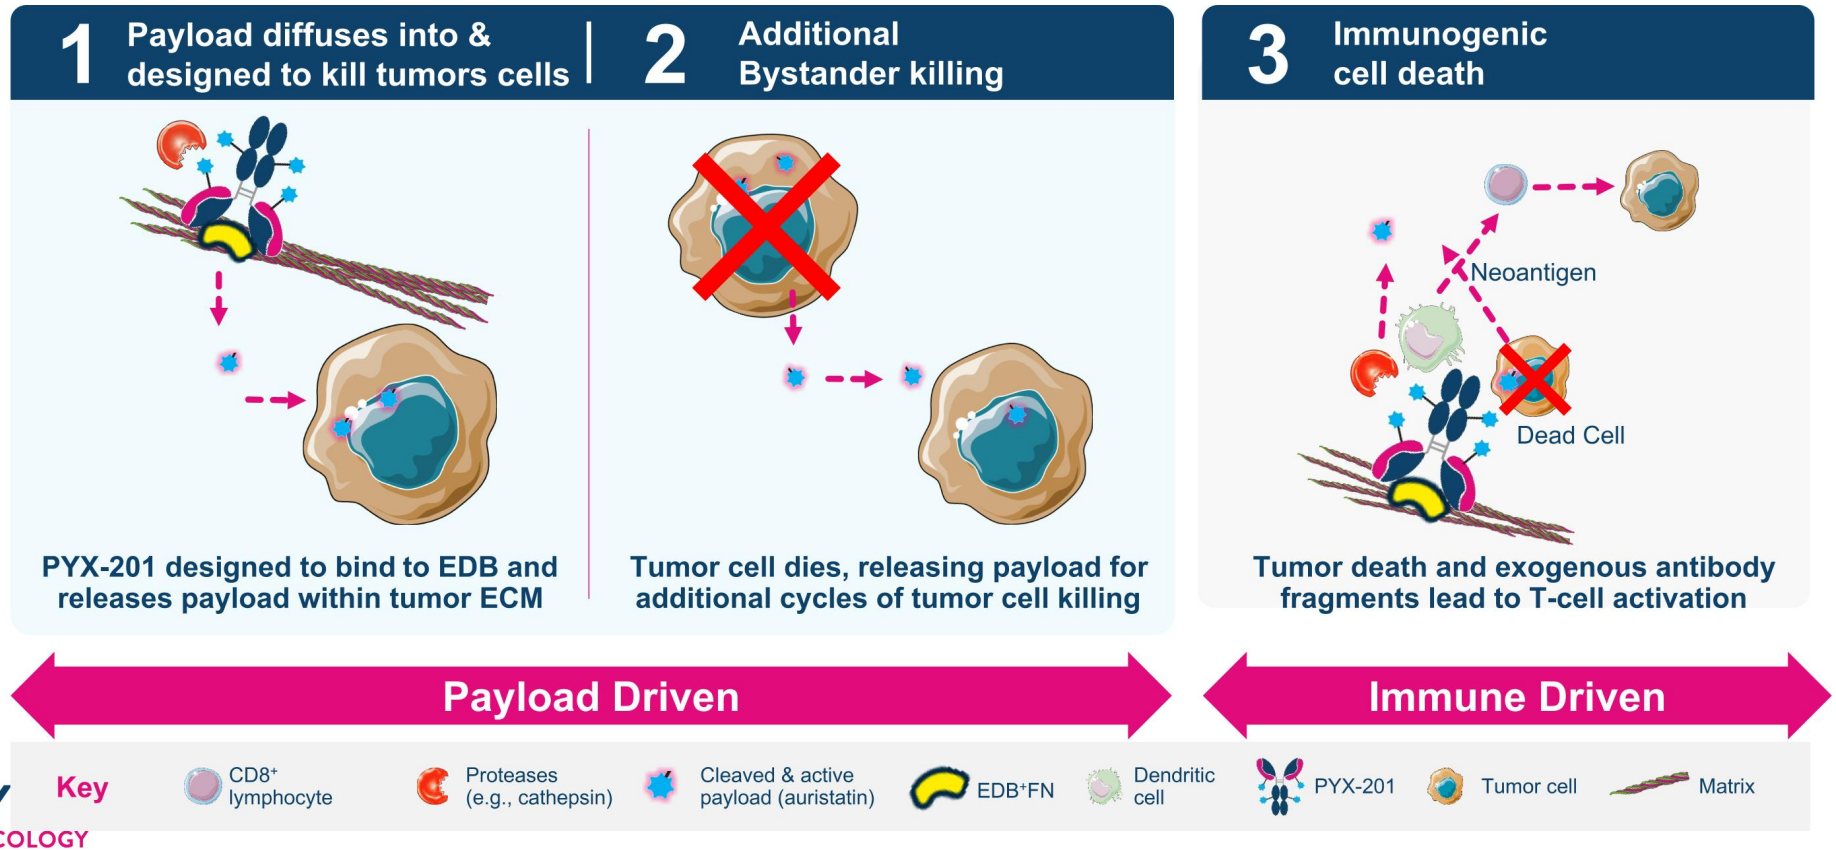 1
Payload diffuses into &
designed to kill tumors cells
2
Additional
Bystander killing
3
Immunogenic
cell death
Neoantigen
Dead Cell
PYX-201 designed to bind to EDB and
releases payload within tumor ECM
Tumor cell dies, releasing payload for
additional cycles of tumor cell killing
Tumor death and exogenous antibody
fragments lead to T-cell activation
Payload Driven
Immune Driven
Key
CD8⁺
lymphocyte
Proteases
(e.g., cathepsin)
Cleaved & active
payload (auristatin)
EDB⁺FN
Dendritic
cell
PYX-201
Tumor cell
Matrix
Y
COLOGY